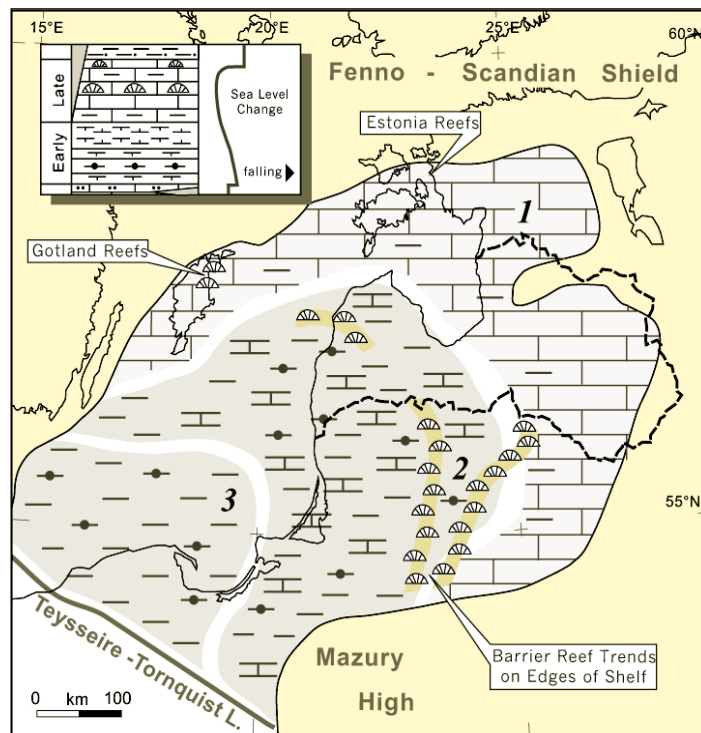 15°E
20°E
25°E
60°N
Fenno - Scandian Shield
Late
Early
Sea Level
Change
falling
Estonia Reefs
1
Gotland Reefs
2
3
55°N
Teysseire -Tornquist L.
Mazury
High
Barrier Reef Trends
on Edges of Shelf
0 km 100